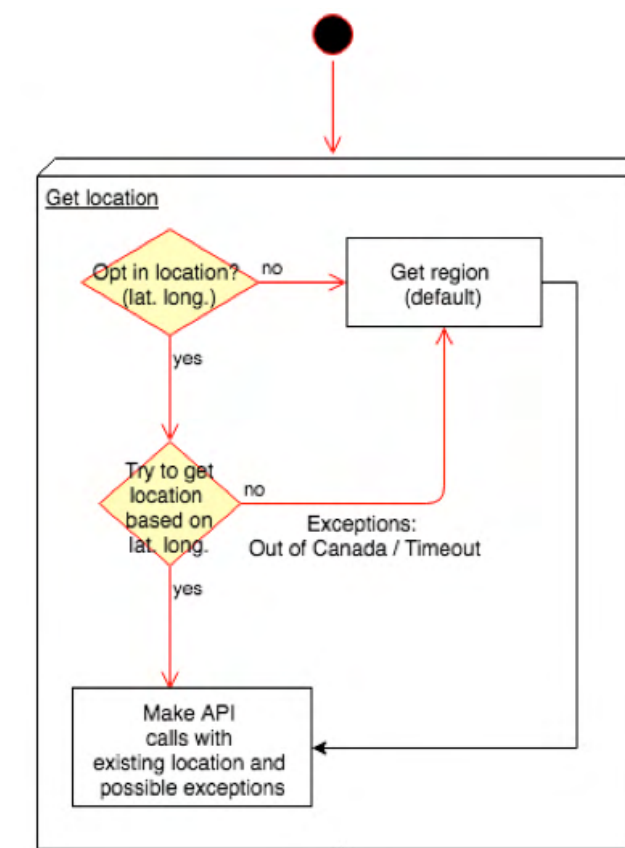 Get location
Opt in location?
(lat. long.)
no
Get region
(default)
yes
Try to get
location
based on
lat. long.
no
Exceptions:
Out of Canada / Timeout
yes
Make API
calls with
existing location and
possible exceptions